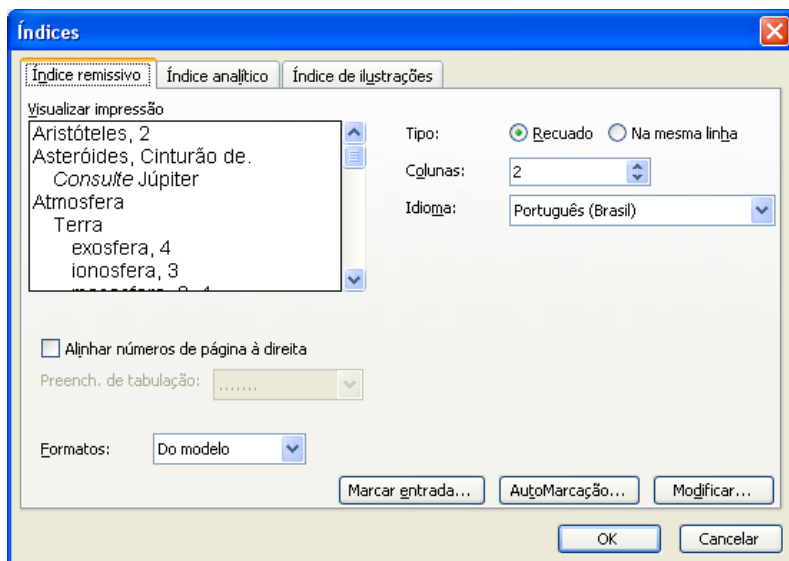 Índices
Índice remissivo Índice analítico Índice de ilustrações
Visualizar impressão
Aristóteles, 2
Asteróides, Cinturão de.
Consulte Júpiter
Atmosfera
Terra
exosfera, 4
ionosfera, 3
Tipo: Recuado Na mesma linha
Colunas: 2
Idioma: Português (Brasil)
Alinhar números de página à direita
Preench. de tabulação: .......
Formatos: Do modelo
Marcar entrada... AutoMarcação... Modificar...
OK Cancelar